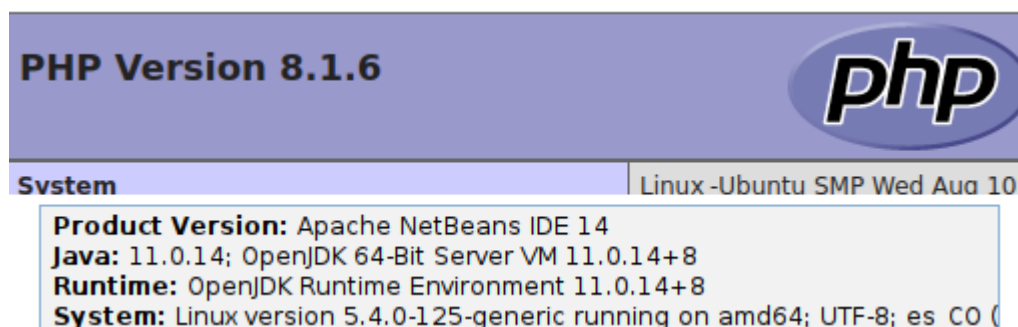 PHP Version 8.1.6
php
System
Linux -Ubuntu SMP Wed Aug 10
Product Version: Apache NetBeans IDE 14
Java: 11.0.14; OpenJDK 64-Bit Server VM 11.0.14+8
Runtime: OpenJDK Runtime Environment 11.0.14+8
System: Linux version 5.4.0-125-generic running on amd64; UTF-8; es_CO (